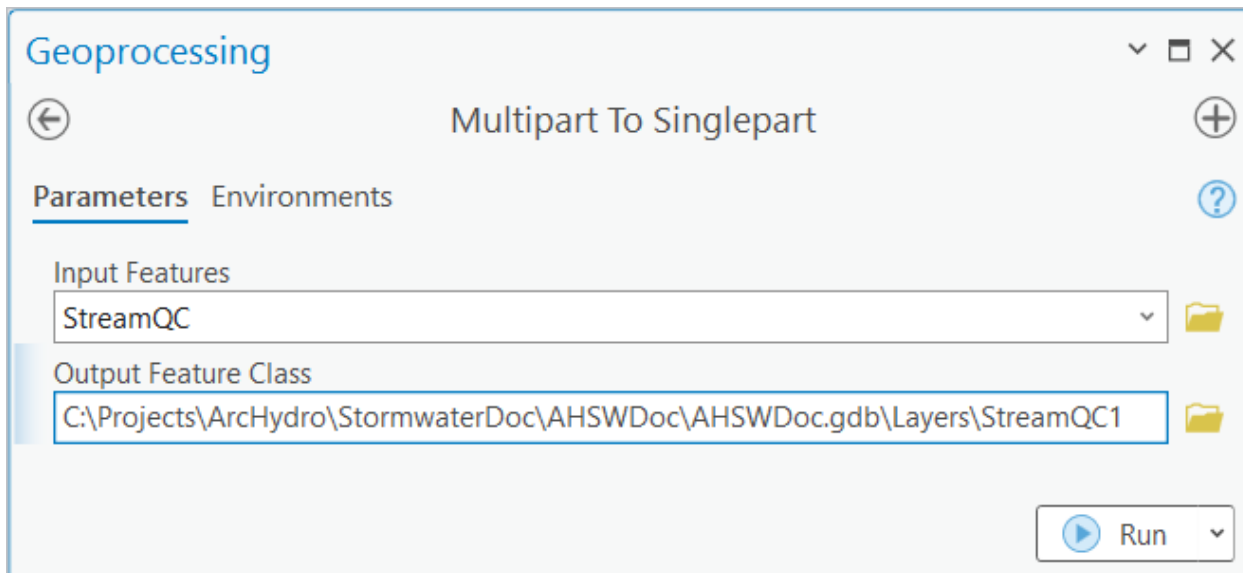 Geoprocessing
Multipart To Singlepart
Parameters Environments
Input Features
StreamQC
Output Feature Class
C:\Projects\ArcHydro\StormwaterDoc\AHSWDoc\AHSWDoc.gdb\Layers\StreamQC1
Run